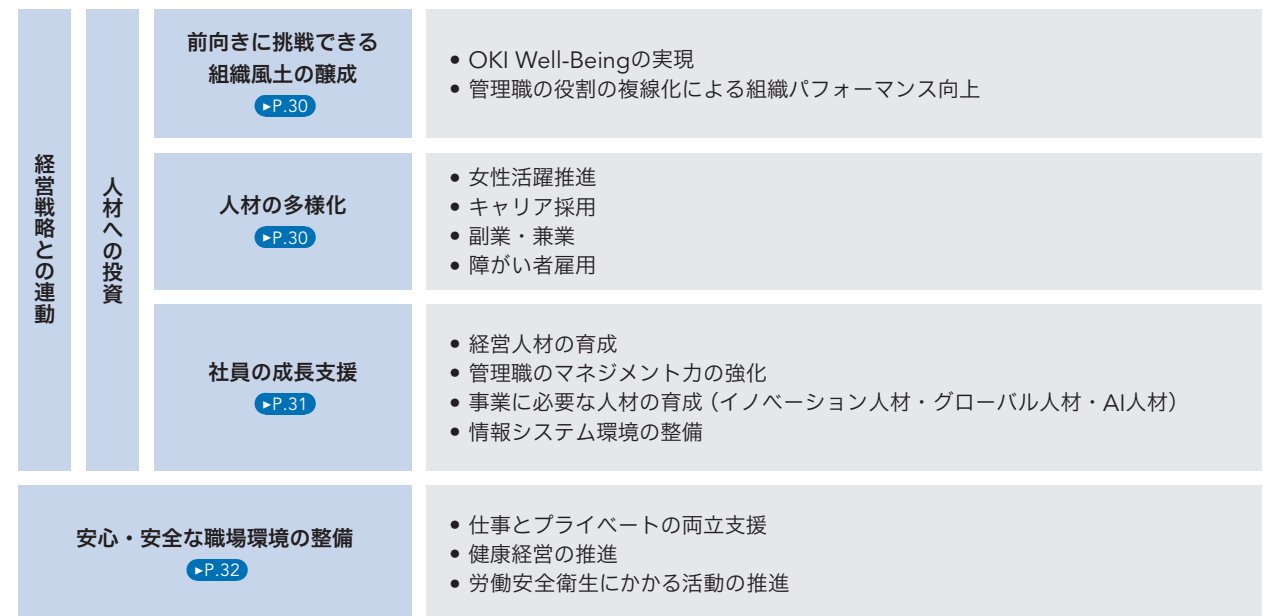 経営戦略との連動
人材への投資
前向きに挑戦できる
組織風土の醸成
▶P.30
• OKI Well-Beingの実現
• 管理職の役割の複線化による組織パフォーマンス向上
人材の多様化
▶P.30
• 女性活躍推進
• キャリア採用
• 副業・兼業
• 障がい者雇用
社員の成長支援
▶P.31
• 経営人材の育成
• 管理職のマネジメント力の強化
• 事業に必要な人材の育成（イノベーション人材・グローバル人材・AI人材）
• 情報システム環境の整備
安心・安全な職場環境の整備
▶P.32
• 仕事とプライベートの両立支援
• 健康経営の推進
• 労働安全衛生にかかる活動の推進